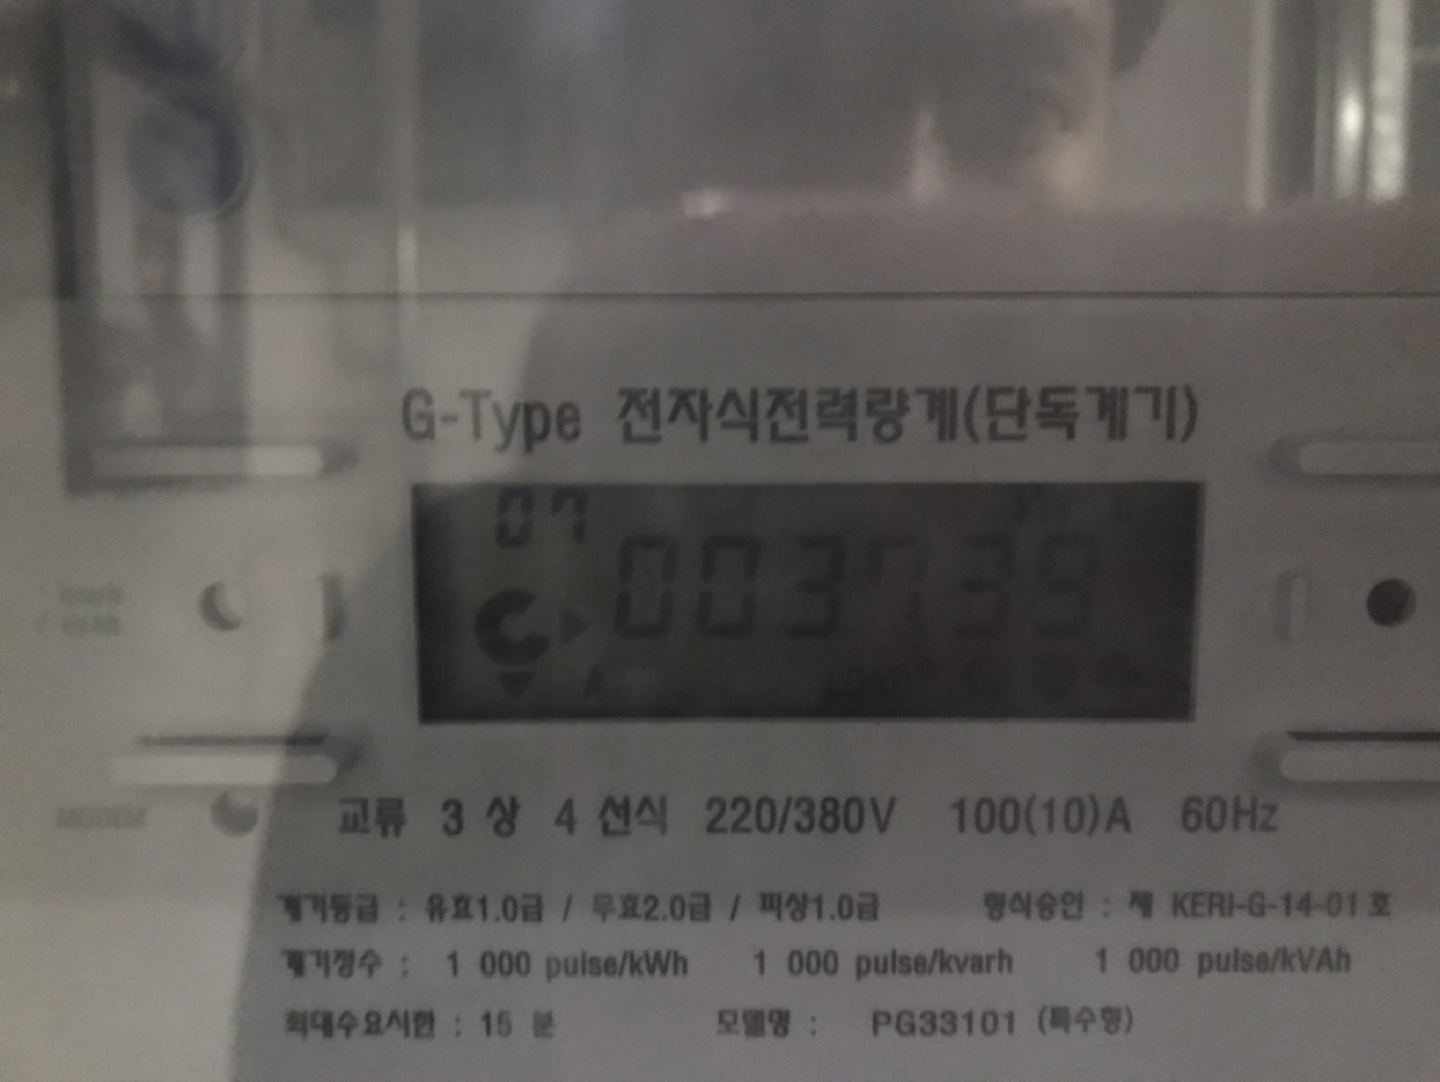 G-Type 전자식전력량계(단독계기)
07
003739
A
MODEM
교류 3 상 4 선식 220/380V 100(10)A 60Hz
계기등급 : 유효1.0급 / 무효2.0급 / 피상1.0급 형식승인 : 제 KERI-G-14-01호
계기정수 : 1 000 pulse/kWh 1 000 pulse/kvarh 1 000 pulse/kVAh
최대수요시한 : 15 분 모델명 : PG33101 (특수형)